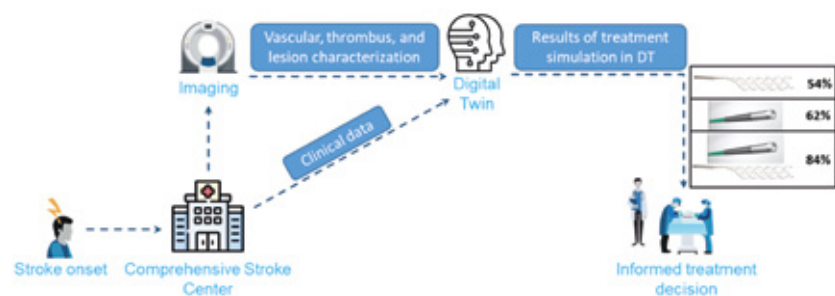 Vascular, thrombus, and
lesion characterization
Results of treatment
simulation in DT
Imaging
Digital
Twin
54%
62%
84%
Clinical data
Stroke onset
Comprehensive Stroke
Center
Informed treatment
decision